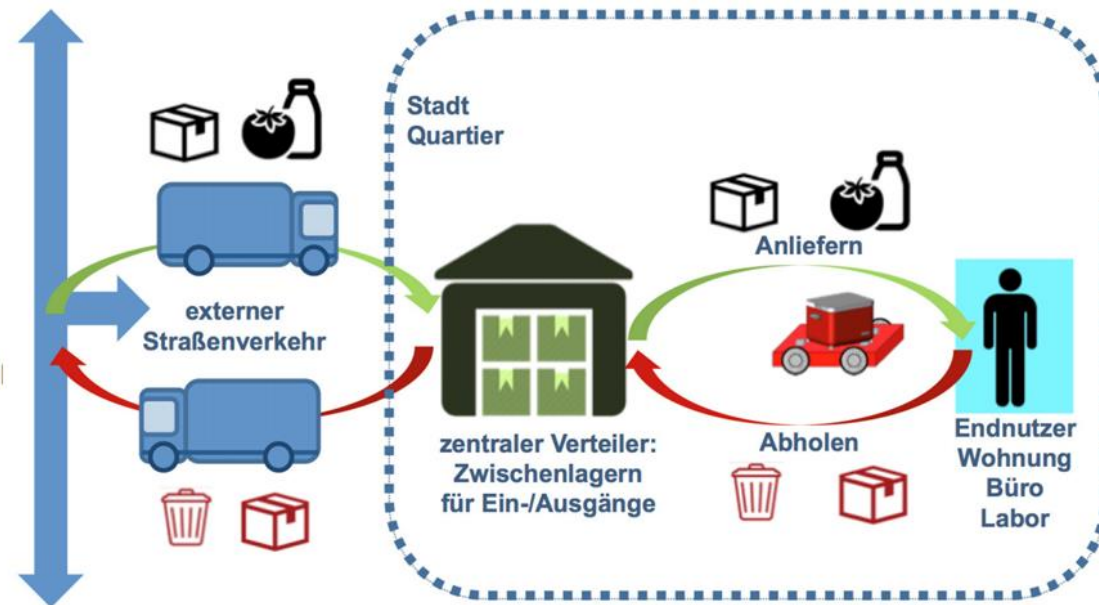 Stadt
Quartier
Anliefern
externer
Straßenverkehr
zentraler Verteiler:
Zwischenlagern
für Ein-/Ausgänge
Abholen
Endnutzer
Wohnung
Büro
Labor